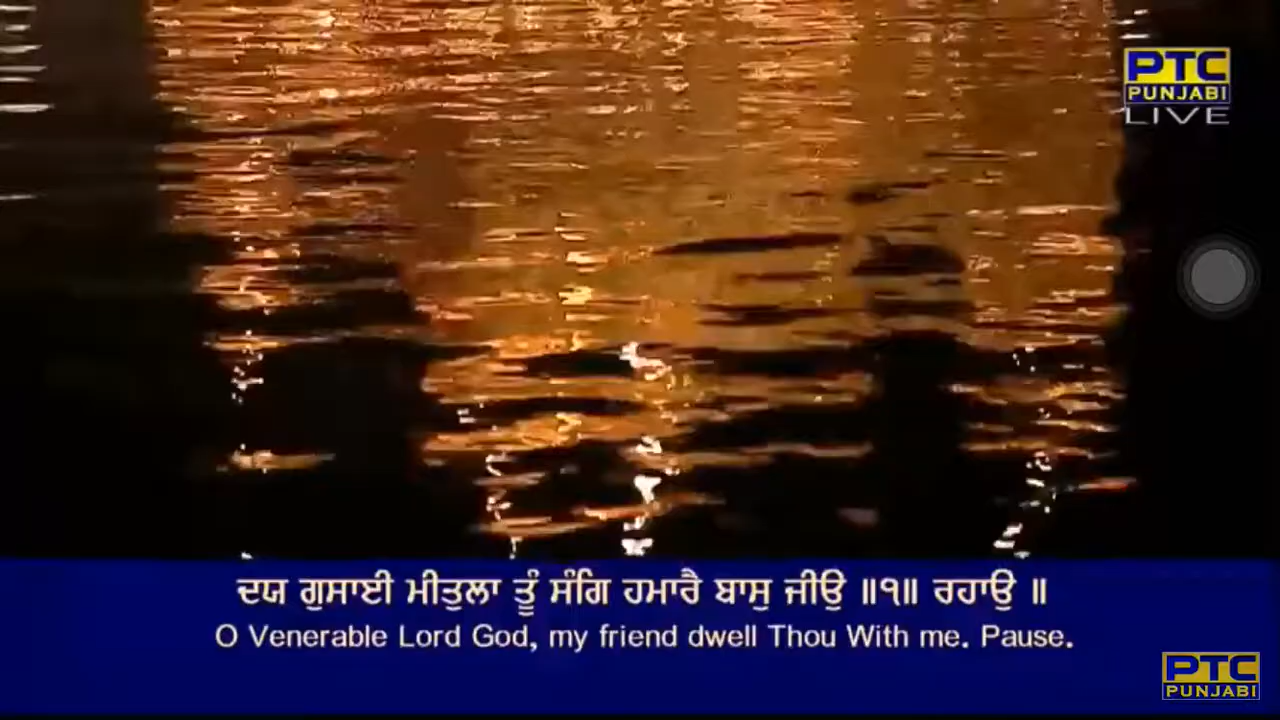 PTC
PUNJABI
LIVE
ਦਯ ਗੁਸਾਈ ਮੀਤੁਲਾ ਤੂੰ ਸੰਗਿ ਹਮਾਰੈ ਬਾਸੁ ਜੀਉ ॥੧॥ ਰਹਾਉ ॥
O Venerable Lord God, my friend dwell Thou With me. Pause.
PTC
PUNJABI